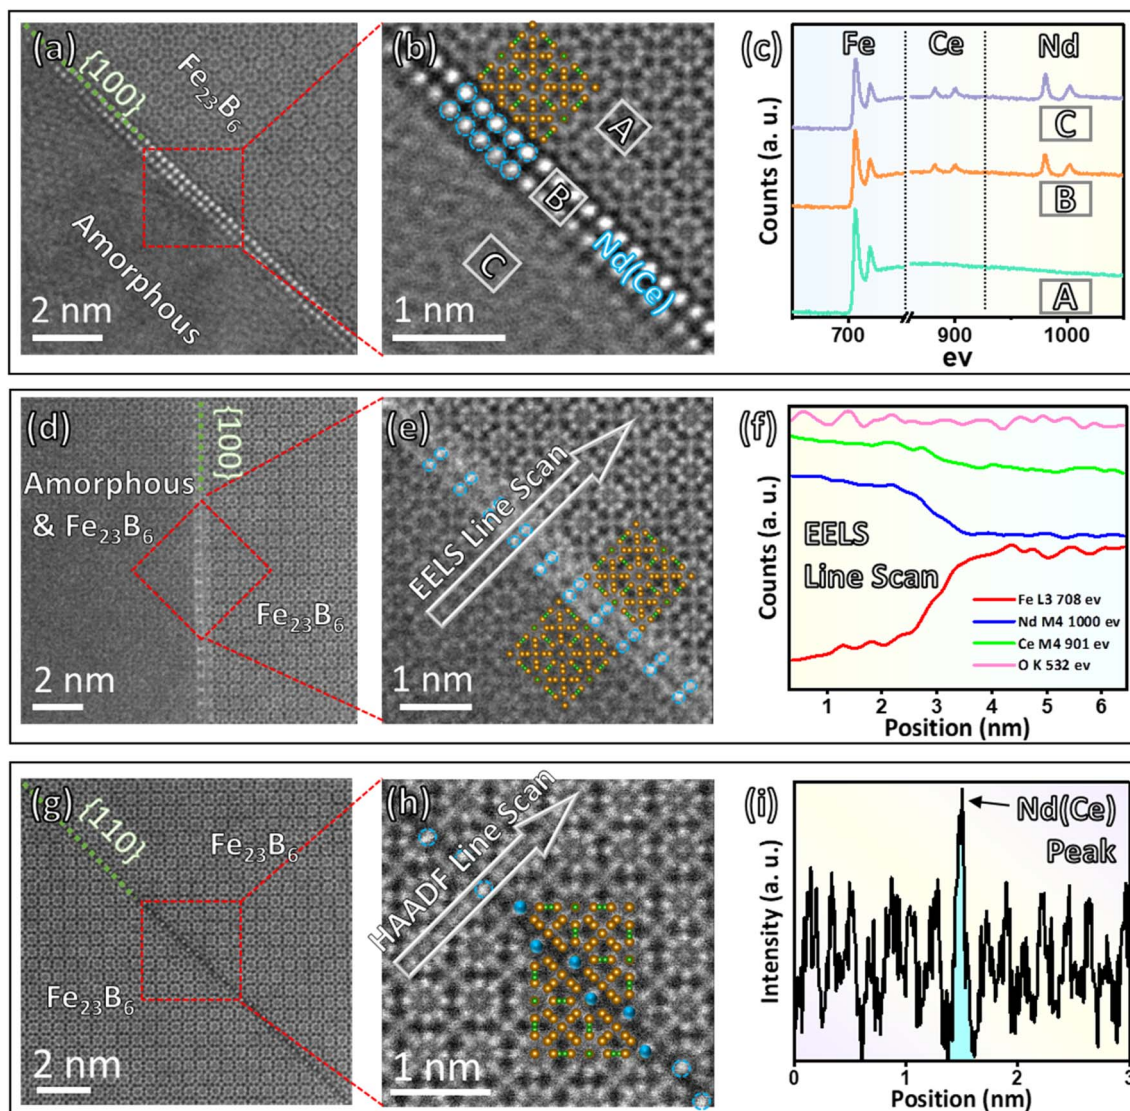 (a)
{100}
Fe23B6
Amorphous
2 nm
(b)
A
B
C
Nd(Ce)
1 nm
(c)
Fe
Ce
Nd
C
B
A
Counts (a. u.)
700
900
1000
ev
(d)
{100}
Amorphous
& Fe23B6
Fe23B6
2 nm
(e)
EELS Line Scan
1 nm
(f)
EELS
Line Scan
Fe L3 708 ev
Nd M4 1000 ev
Ce M4 901 ev
O K 532 ev
Counts (a. u.)
1
2
3
4
5
6
Position (nm)
(g)
{110}
Fe23B6
Fe23B6
2 nm
(h)
HAADF Line Scan
1 nm
(i)
Nd(Ce)
Peak
Intensity (a. u.)
0
1
2
3
Position (nm)